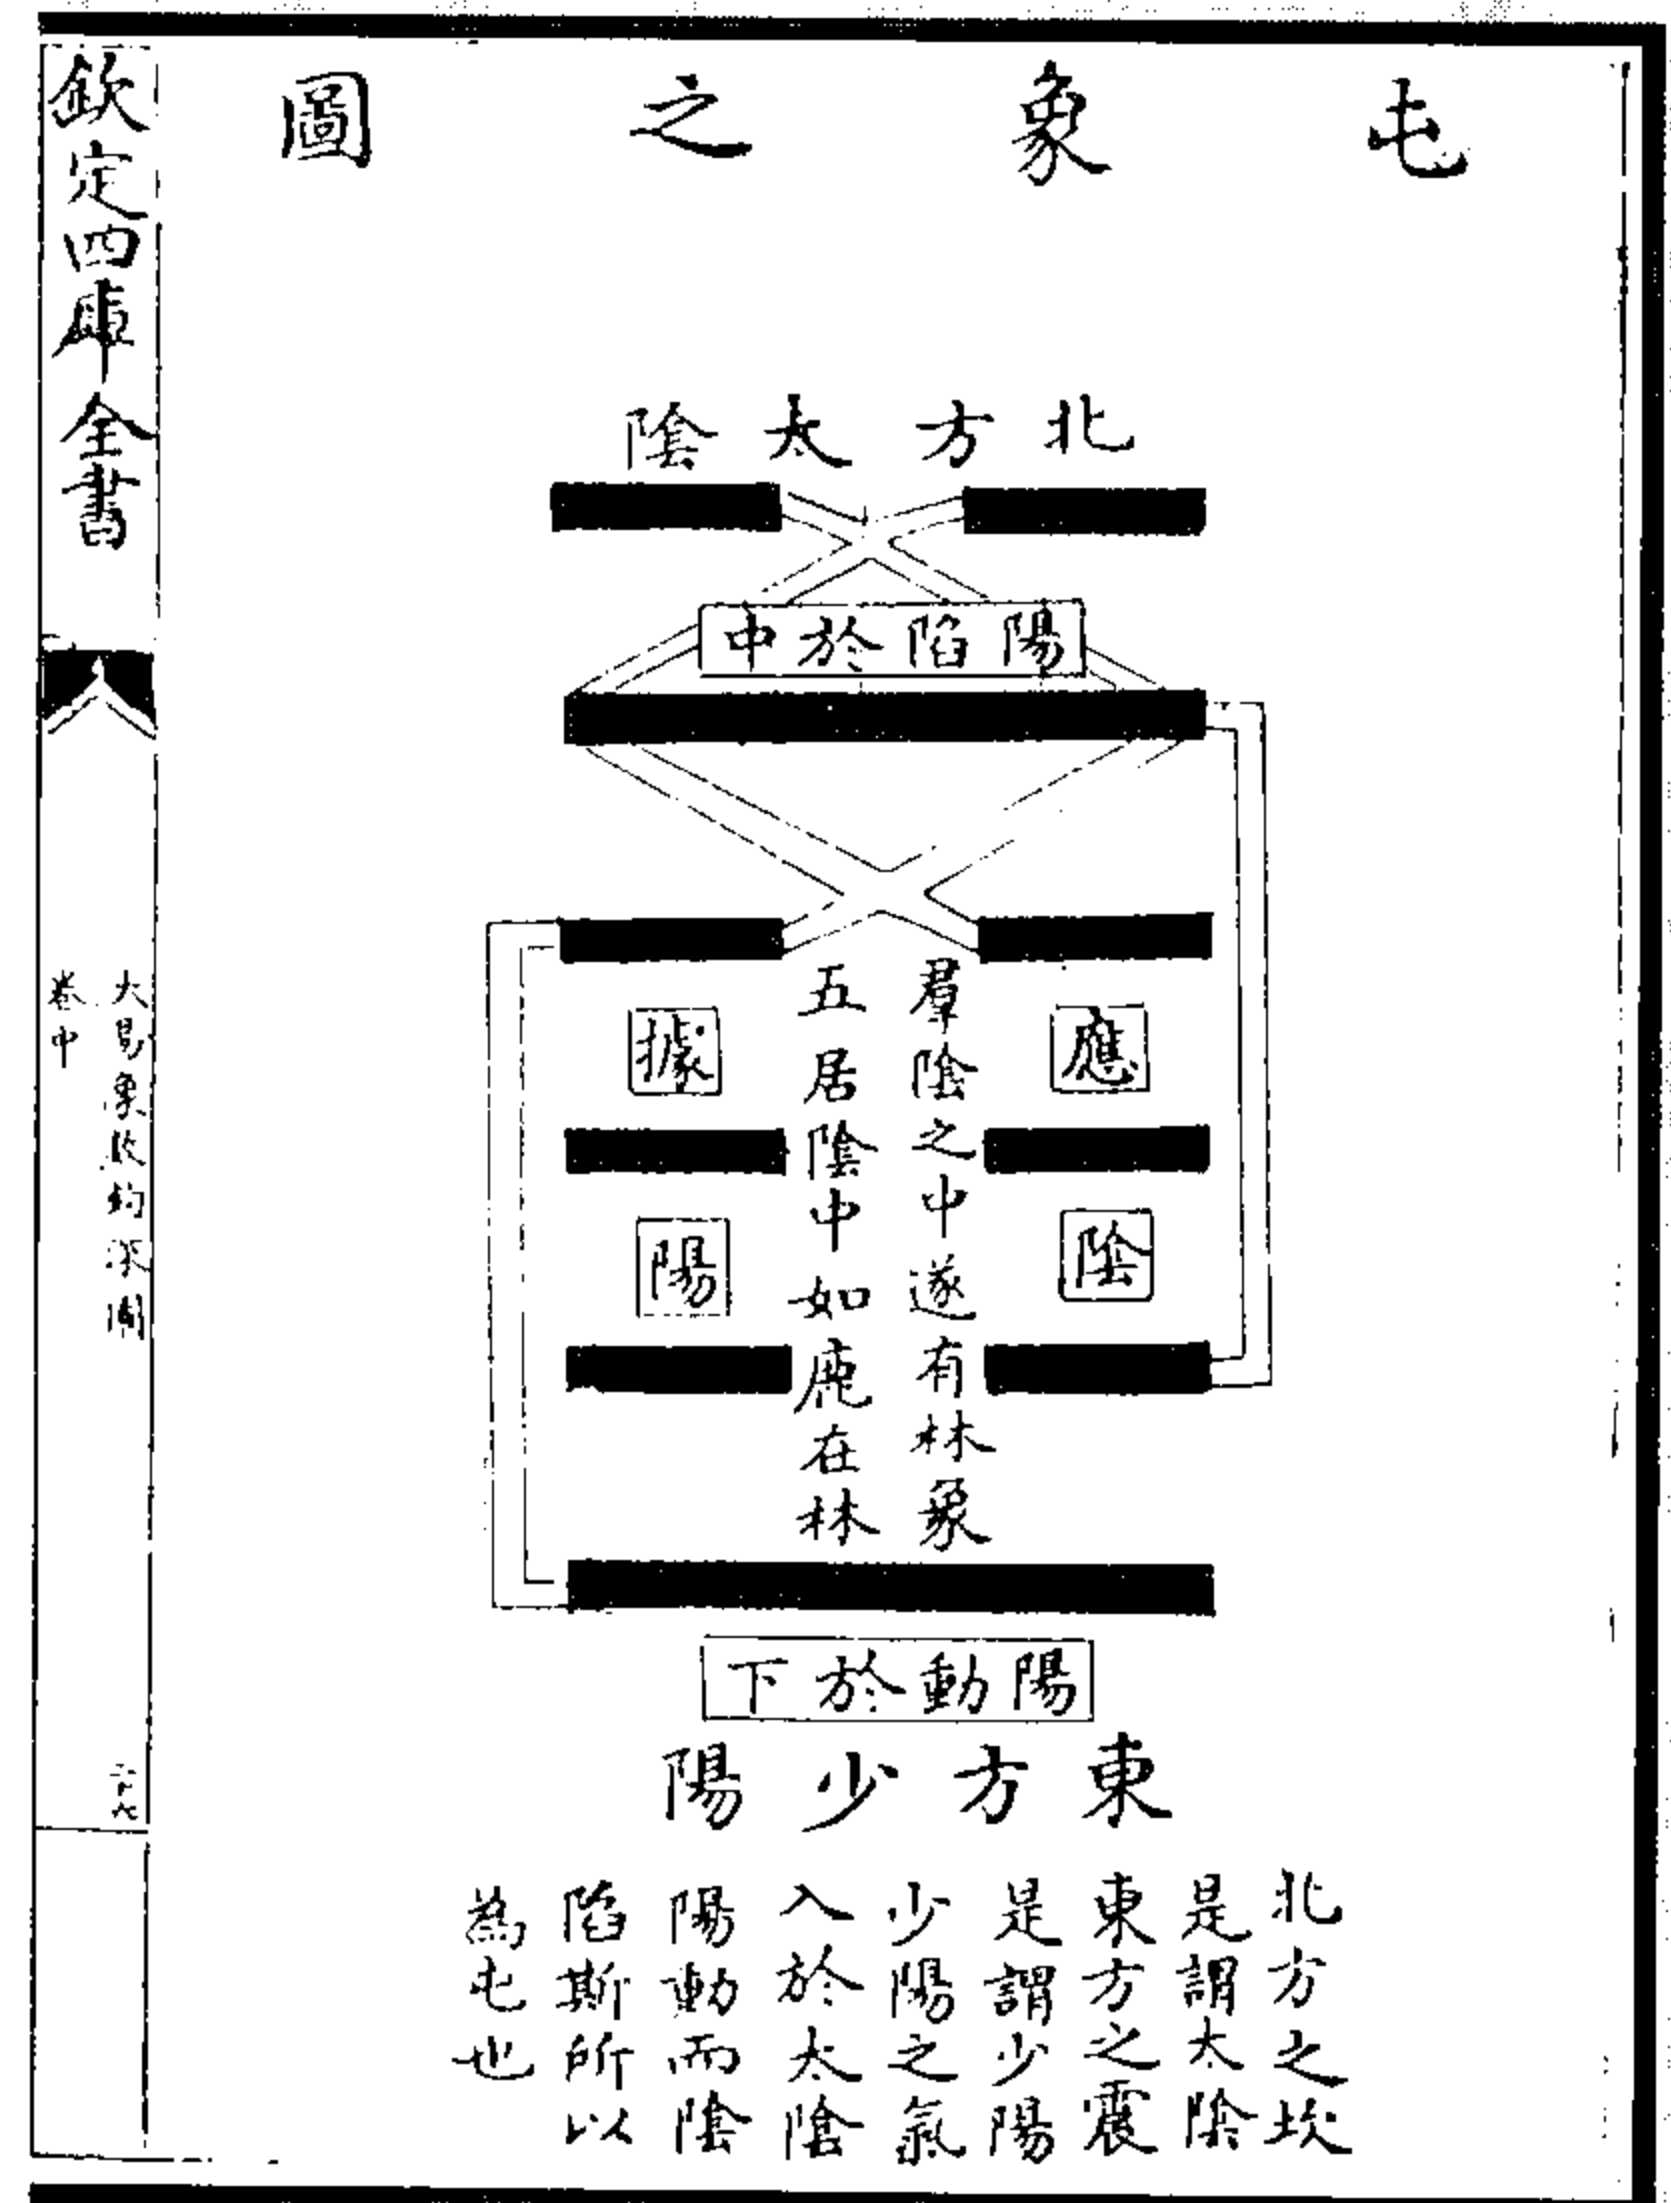 屯象之圖
北方太陰
陽陷於中
應
陰
羣陰之中遂有林象
五居陰中如鹿在林
據
陽
陽動於下
東方少陽
北方之坎
是謂太陰
東方之震
是謂少陽
少陽之氣
入於太陰
陽動而陰
陷斯所以
為屯也
欽定四庫全書
大易象數鉤深圖
卷中